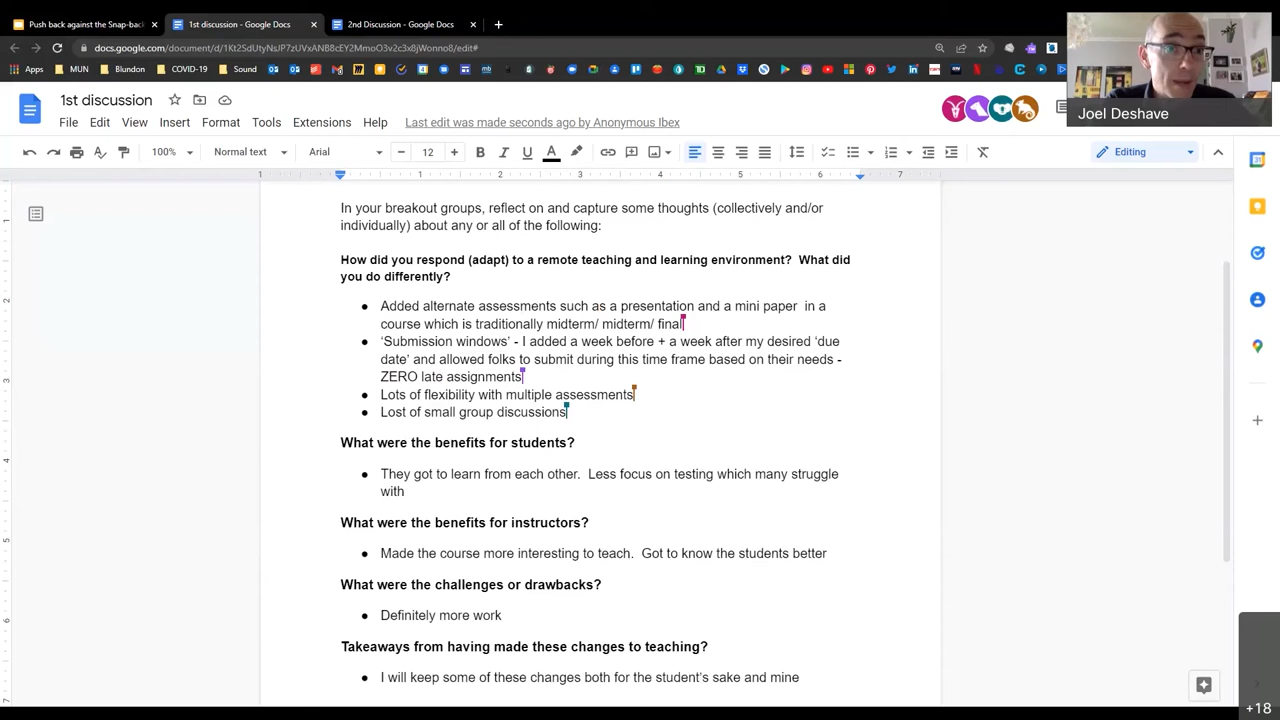 Push back against the Snap-back
1st discussion - Google Docs
2nd Discussion - Google Docs
docs.google.com/document/d/1Kt2SdUtyNsJP7zUVxANB8cEY2MmoO3v2c3x8jWonno8/edit#
Apps MUN Blundon COVID-19 Sound
Joel Deshave
1st discussion
File Edit View Insert Format Tools Extensions Help Last edit was made seconds ago by Anonymous Ibex
100% Normal text Arial 12 Editing
1 1 2 3 4 5 6 7
In your breakout groups, reflect on and capture some thoughts (collectively and/or
individually) about any or all of the following:
How did you respond (adapt) to a remote teaching and learning environment? What did
you do differently?
● Added alternate assessments such as a presentation and a mini paper in a
course which is traditionally midterm/ midterm/ final
● ‘Submission windows’ - I added a week before + a week after my desired ‘due
date’ and allowed folks to submit during this time frame based on their needs -
ZERO late assignments
● Lots of flexibility with multiple assessments
● Lost of small group discussions
What were the benefits for students?
● They got to learn from each other. Less focus on testing which many struggle
with
What were the benefits for instructors?
● Made the course more interesting to teach. Got to know the students better
What were the challenges or drawbacks?
● Definitely more work
Takeaways from having made these changes to teaching?
● I will keep some of these changes both for the student’s sake and mine
+18